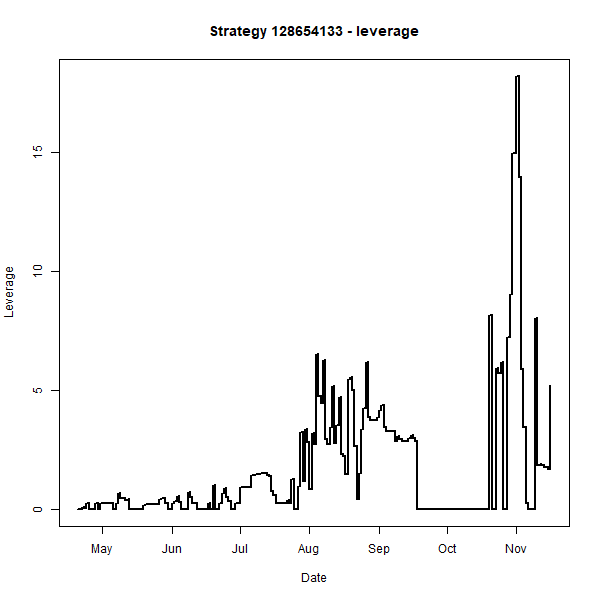 Strategy 128654133 - leverage
Leverage
15
10
5
0
May Jun Jul Aug Sep Oct Nov
Date